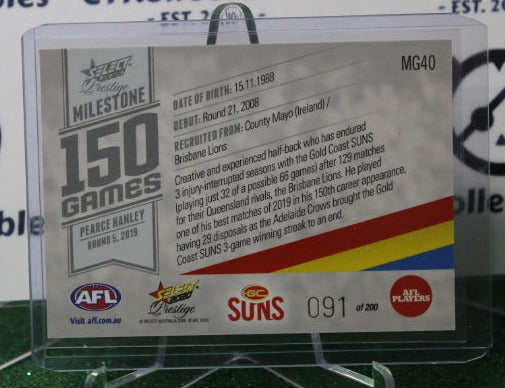 - EST. 20
- EST. 2
SELECT
Prestige
MILESTONE
150
GAMES
PEARCE HANLEY
ROUND 5, 2019
MG40
DATE OF BIRTH: 15.11.1988
DEBUT: Round 21, 2008
RECRUITED FROM: County Mayo (Ireland) /
Brisbane Lions
Creative and experienced half-back who has endured
3 injury-interrupted seasons with the Gold Coast SUNS
playing just 32 of a possible 66 games) after 129 matches
for their Queensland rivals, the Brisbane Lions. He played
one of his best matches of 2019 in his 150th career appearance,
having 29 disposals as the Adelaide Crows brought the Gold
Coast SUNS 3-game winning streak to an end.
AFL
Visit afl.com.au
SELECT
Prestige
GC
SUNS
091 of 200
AFL
PLAYERS